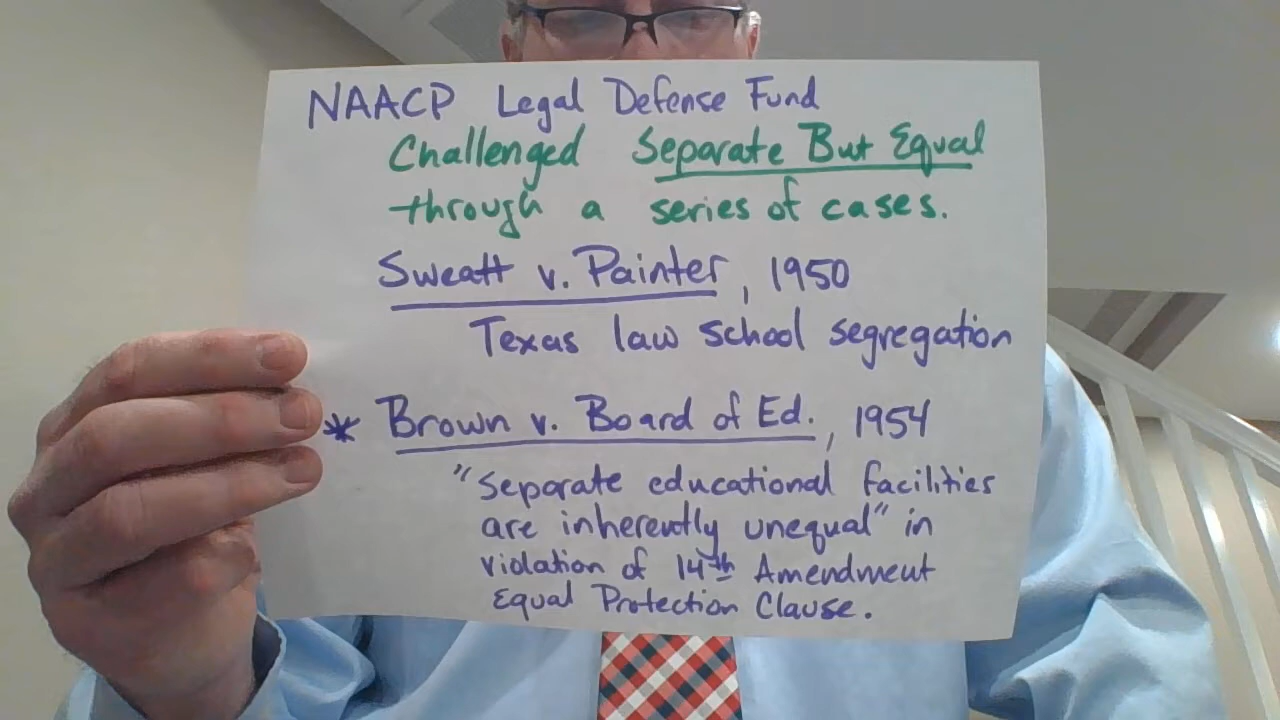 NAACP Legal Defense Fund
Challenged Separate But Equal
through a series of cases.
Sweatt v. Painter, 1950
Texas law school segregation
* Brown v. Board of Ed., 1954
"Separate educational facilities
are inherently unequal" in
violation of 14th Amendment
Equal Protection Clause.